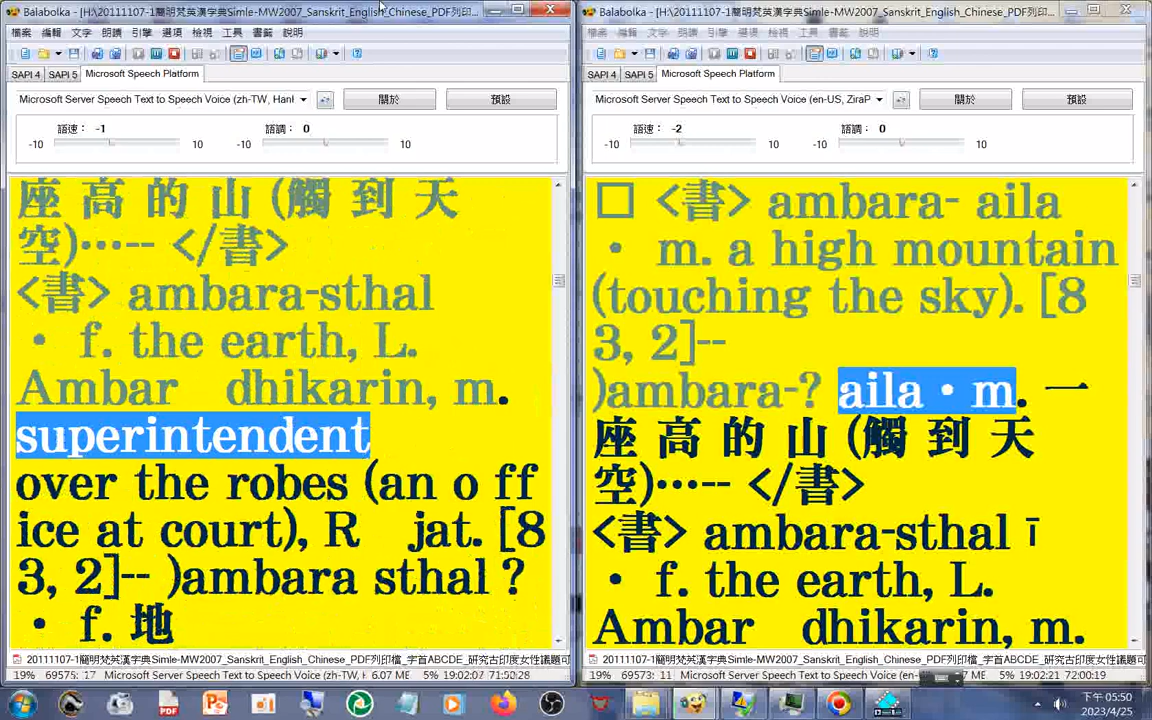 Balabolka - [H:\20111107-1簡明梵英漢字典Simle-MW2007_Sanskrit_English_Chinese_PDF列印...
檔案 編輯 文字 朗讀 引擎 選項 檢視 工具 書籤 說明
SAPI 4 SAPI 5 Microsoft Speech Platform
Microsoft Server Speech Text to Speech Voice (zh-TW, HanH 關於 預設
語速： -1 語調： 0
-10 10 -10 10
座 高 的 山 (觸 到 天
空)…-- </書>
<書> ambara-sthal
• f. the earth, L.
Ambar dhikarin, m.
superintendent
over the robes (an o ff
ice at court), R jat. [8
3, 2]-- )ambara sthal ?
• f. 地
20111107-1簡明梵英漢字典Simle-MW2007_Sanskrit_English_Chinese_PDF列印檔_字首ABCDE_研究古印度女性議題可
19% 69575: 17 Microsoft Server Speech Text to Speech Voice (zh-TW, H 6.07 ME 5% 19:02:07 71:50:28
Balabolka - [H:\20111107-1簡明梵英漢字典Simle-MW2007_Sanskrit_English_Chinese_PDF列印...
檔案 編輯 文字 朗讀 引擎 選項 檢視 工具 書籤 說明
SAPI 4 SAPI 5 Microsoft Speech Platform
Microsoft Server Speech Text to Speech Voice (en-US, ZiraP 關於 預設
語速： -2 語調： 0
-10 10 -10 10
□ <書> ambara- aila
• m. a high mountain
(touching the sky). [8
3, 2]--
)ambara-? aila • m. 一
座 高 的 山 (觸 到 天
空)…-- </書>
<書> ambara-sthal ī
• f. the earth, L.
Ambar dhikarin, m.
20111107-1簡明梵英漢字典Simle-MW2007_Sanskrit_English_Chinese_PDF列印檔_字首ABCDE_研究古印度女性議題可
19% 69573: 11 Microsoft Server Speech Text to Speech Voice (en-US, 6.07 ME 5% 19:02:21 72:00:19
下午 05:50
2023/4/25